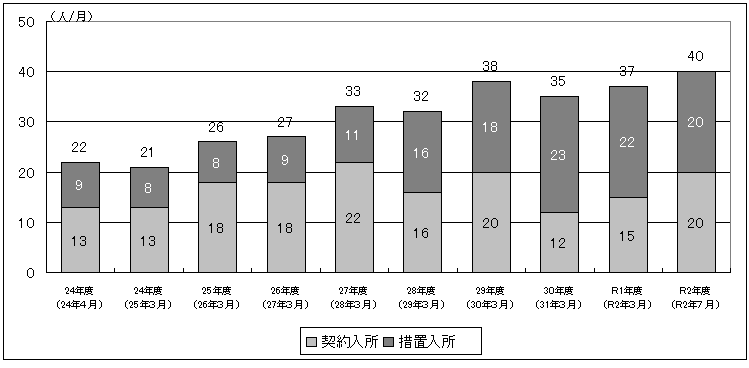 (人/月)
50
40
30
20
10
0
22 21 26 27 33 32 38 35 37 40
9 8 8 9 11 16 18 23 22 20
13 13 18 18 22 16 20 12 15 20
24年度 24年度 25年度 26年度 27年度 28年度 29年度 30年度 R1年度 R2年度
(24年4月) (25年3月) (26年3月) (27年3月) (28年3月) (29年3月) (30年3月) (31年3月) (R2年3月) (R2年7月)
契約入所 措置入所